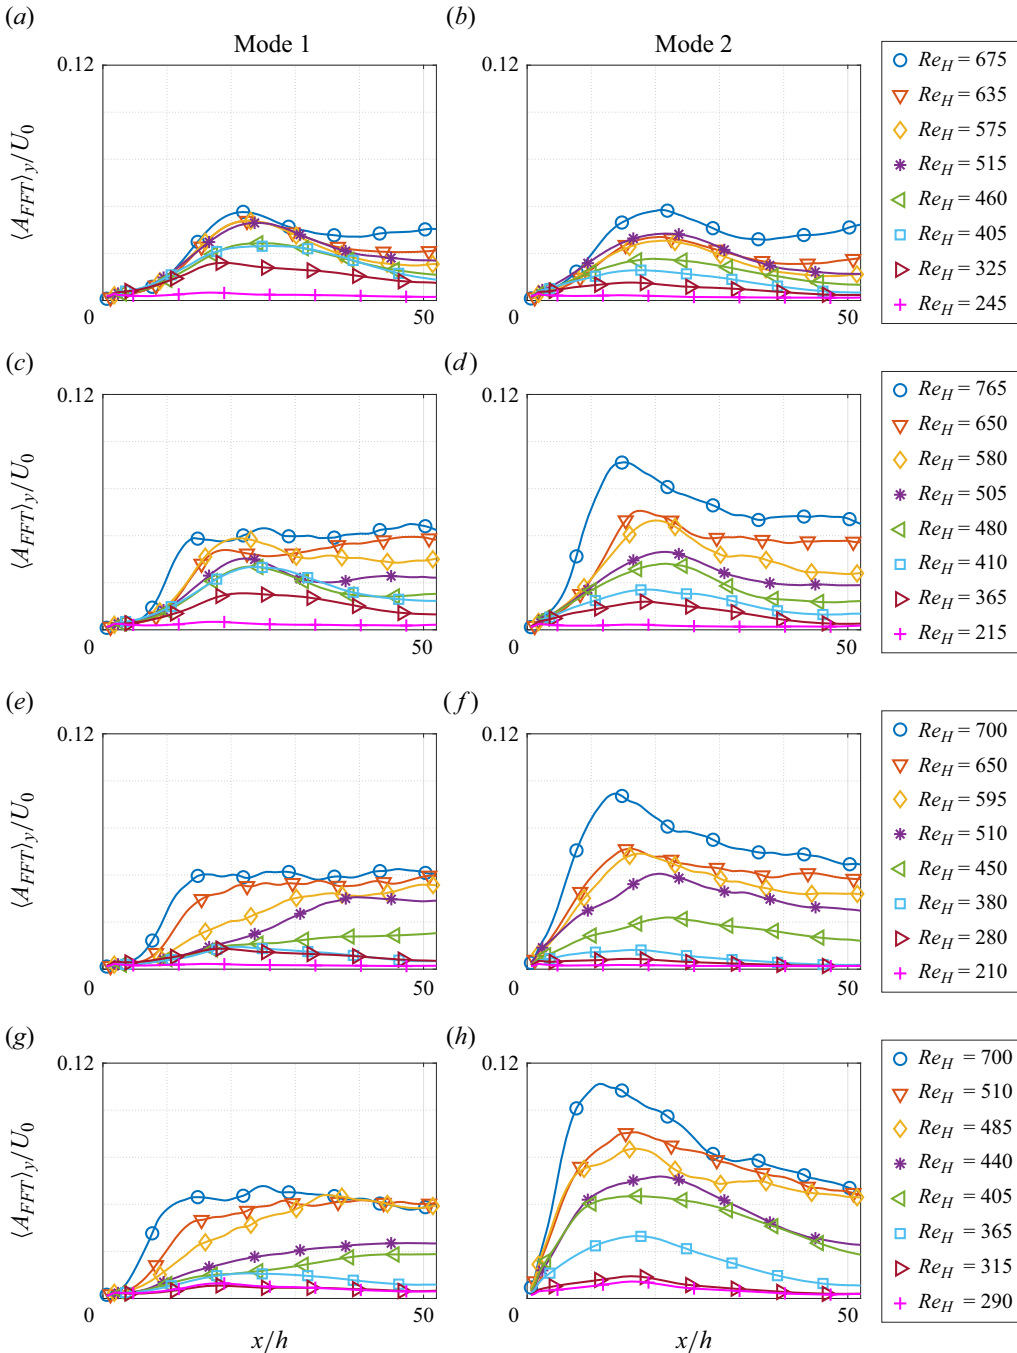 (a)
(b)
Mode 1
Mode 2
0.12
0.12
⟨A_FFT⟩_y/U_0
0
50
0
50
Re_H = 675
Re_H = 635
Re_H = 575
Re_H = 515
Re_H = 460
Re_H = 405
Re_H = 325
Re_H = 245
(c)
(d)
0.12
0.12
⟨A_FFT⟩_y/U_0
0
50
0
50
Re_H = 765
Re_H = 650
Re_H = 580
Re_H = 505
Re_H = 480
Re_H = 410
Re_H = 365
Re_H = 215
(e)
(f)
0.12
0.12
⟨A_FFT⟩_y/U_0
0
50
0
50
Re_H = 700
Re_H = 650
Re_H = 595
Re_H = 510
Re_H = 450
Re_H = 380
Re_H = 280
Re_H = 210
(g)
(h)
0.12
0.12
⟨A_FFT⟩_y/U_0
0
50
0
50
x/h
x/h
Re_H = 700
Re_H = 510
Re_H = 485
Re_H = 440
Re_H = 405
Re_H = 365
Re_H = 315
Re_H = 290